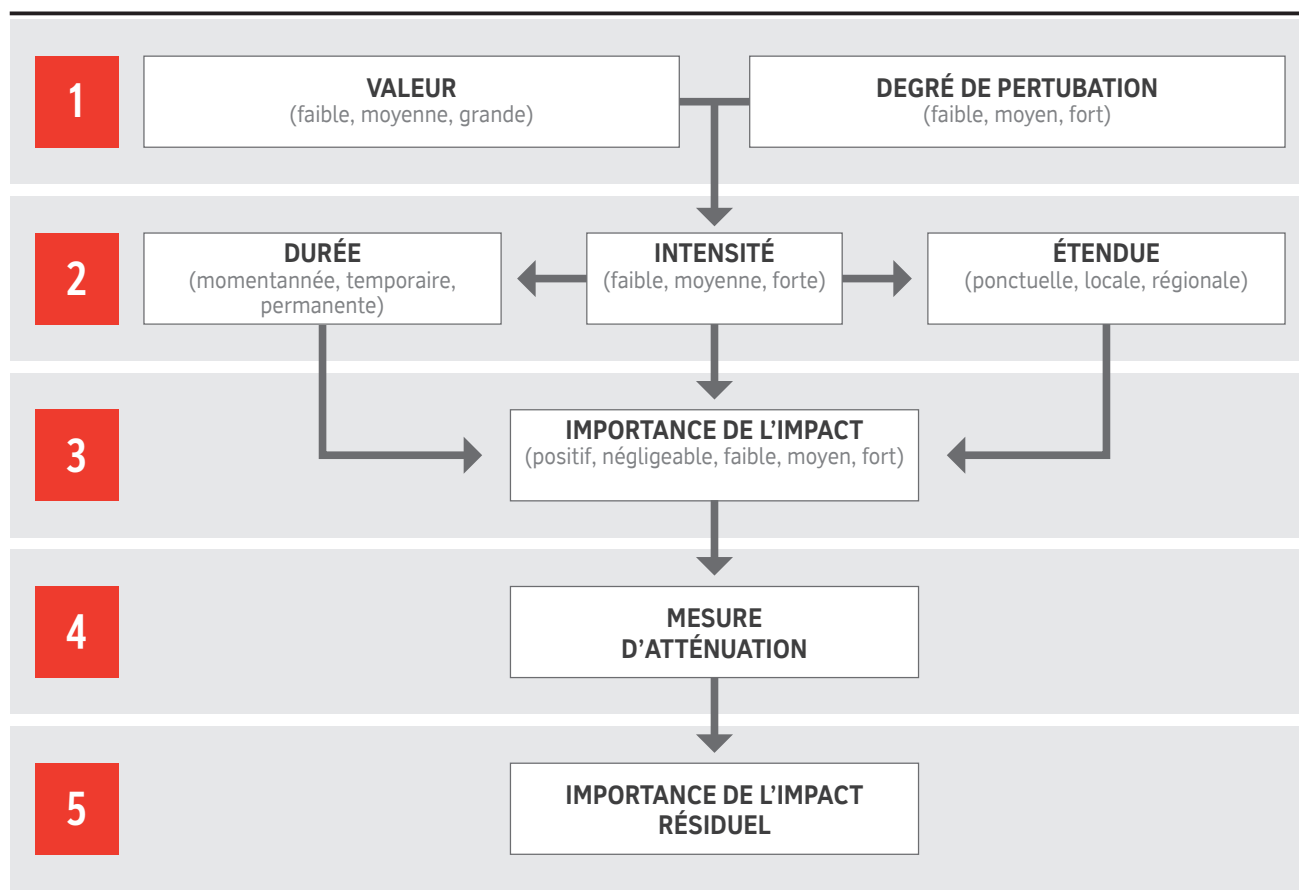 1
VALEUR
(faible, moyenne, grande)
DEGRÉ DE PERTUBATION
(faible, moyen, fort)
2
DURÉE
(momentannée, temporaire,
permanente)
INTENSITÉ
(faible, moyenne, forte)
ÉTENDUE
(ponctuelle, locale, régionale)
3
IMPORTANCE DE L'IMPACT
(positif, négligeable, faible, moyen, fort)
4
MESURE
D'ATTÉNUATION
5
IMPORTANCE DE L'IMPACT
RÉSIDUEL